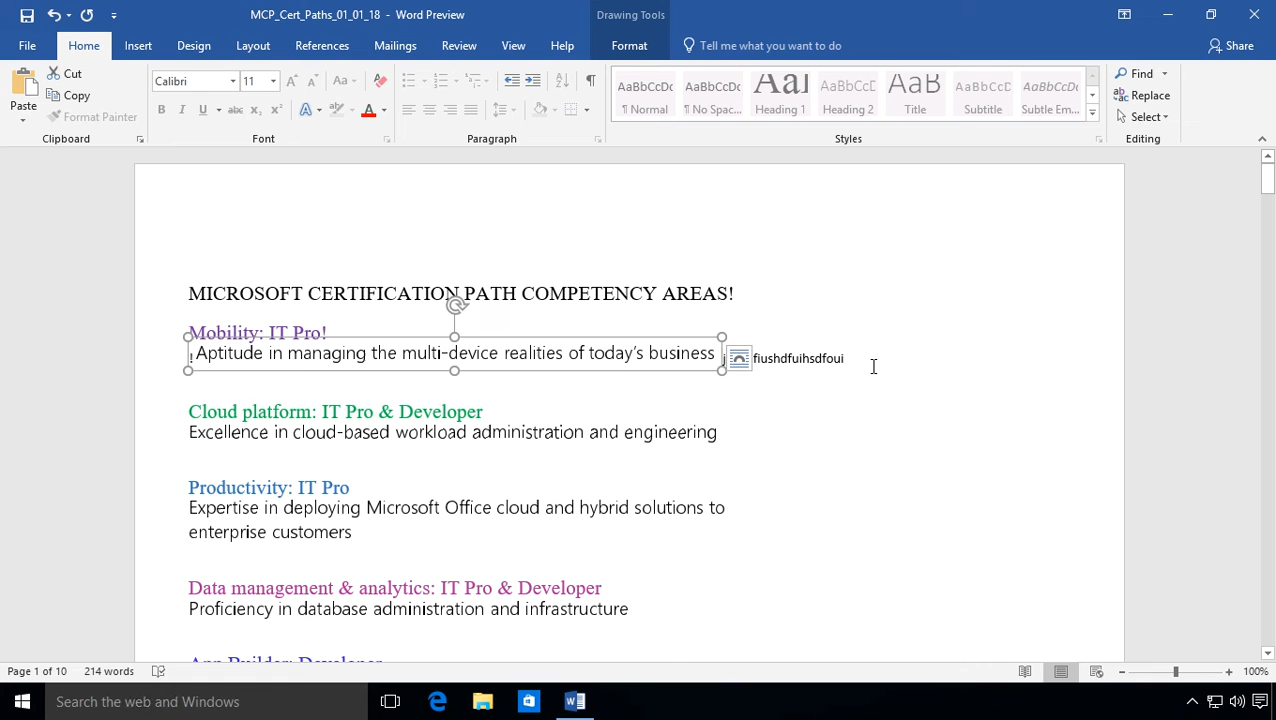 MCP_Cert_Paths_01_01_18 - Word Preview
Drawing Tools
File Home Insert Design Layout References Mailings Review View Help Format Tell me what you want to do Share
Paste
Cut
Copy
Format Painter
Clipboard
Calibri 11
Font
Paragraph
AaBbCcDc AaBbCcDc AaI AaBbCcDc AaB AaBbCcDc AaBbCcDc
¶ Normal ¶ No Spac... Heading 1 Heading 2 Title Subtitle Subtle Em...
Styles
Find
Replace
Select
Editing
MICROSOFT CERTIFICATION PATH COMPETENCY AREAS!
Mobility: IT Pro!
! Aptitude in managing the multi-device realities of today's business j fiushdfuihsdfoui
Cloud platform: IT Pro & Developer
Excellence in cloud-based workload administration and engineering
Productivity: IT Pro
Expertise in deploying Microsoft Office cloud and hybrid solutions to
enterprise customers
Data management & analytics: IT Pro & Developer
Proficiency in database administration and infrastructure
App Builder: Developer
Page 1 of 10 214 words 100%
Search the web and Windows